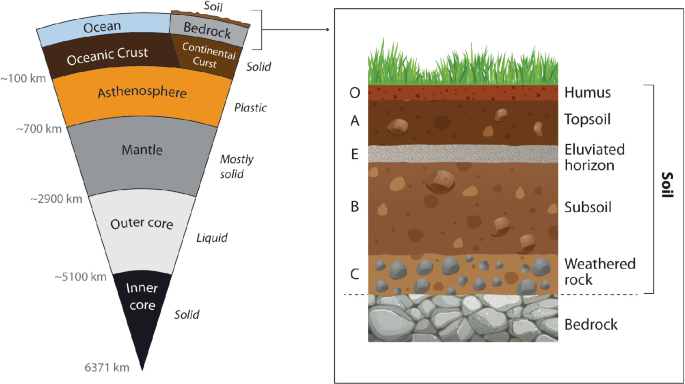 Soil
Ocean
Bedrock
Oceanic Crust
Continental
Curst
Solid
~100 km
Asthenosphere
Plastic
~700 km
Mantle
Mostly
solid
~2900 km
Outer core
Liquid
~5100 km
Inner
core
Solid
6371 km
O
Humus
A
Topsoil
E
Eluviated
horizon
B
Subsoil
C
Weathered
rock
Bedrock
Soil